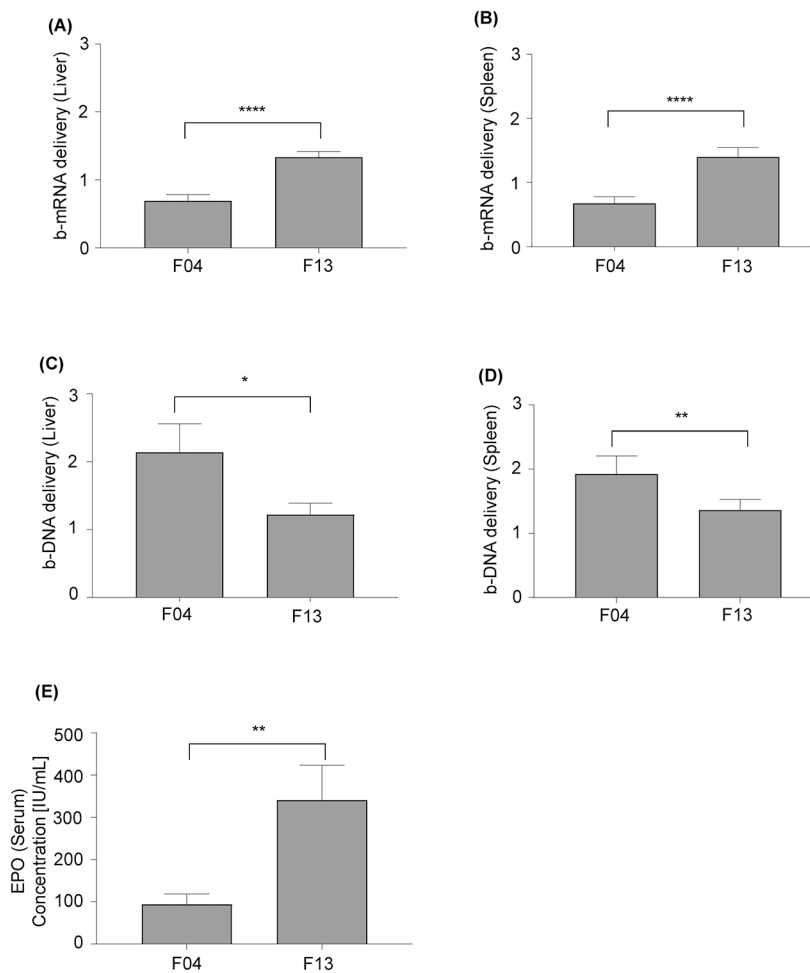 (A)
b-mRNA delivery (Liver)
3
2
1
0
****
F04 F13
(B)
b-mRNA delivery (Spleen)
3
2
1
0
****
F04 F13
(C)
b-DNA delivery (Liver)
3
2
1
0
*
F04 F13
(D)
b-DNA delivery (Spleen)
3
2
1
0
**
F04 F13
(E)
EPO (Serum)
Concentration [IU/mL]
500
400
300
200
100
0
**
F04 F13